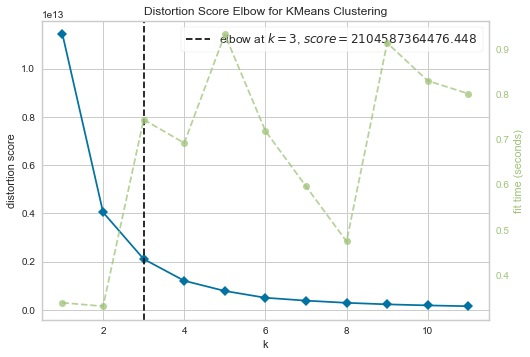 Distortion Score Elbow for KMeans Clustering
1e13
elbow at k = 3, score = 2104587364476.448
1.0
0.8
0.6
0.4
0.2
0.0
distortion score
0.9
0.8
0.7
0.6
0.5
0.4
fit time (seconds)
2 4 6 8 10
k